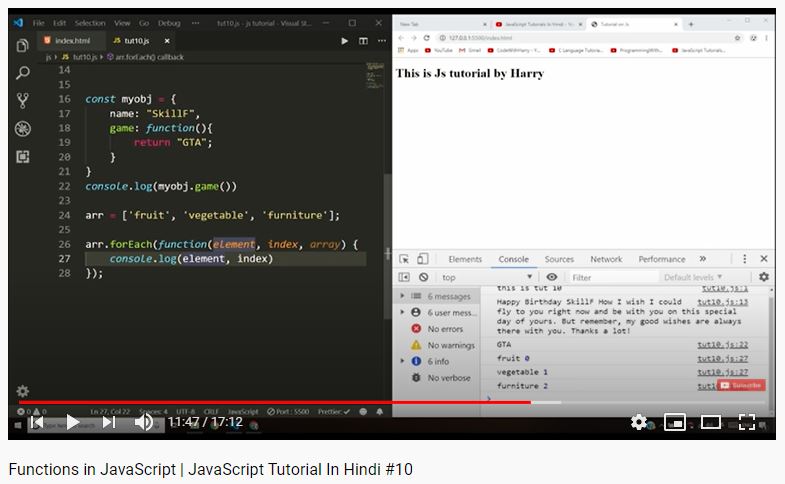 File Edit Selection View Go Debug ··· tut10.js - js tutorial - Visual St...
index.html tut10.js ×
js › tut10.js › arr.forEach() callback
14
15
16 const myobj = {
17 name: "SkillF",
18 game: function(){
19 return "GTA";
20 }
21 }
22 console.log(myobj.game())
23
24 arr = ['fruit', 'vegetable', 'furniture'];
25
26 arr.forEach(function(element, index, array) {
27 console.log(element, index)
28 });
0 0 Ln 27, Col 22 Spaces: 4 UTF-8 CRLF JavaScript Port : 5500 Prettier: ✓
New Tab × JavaScript Tutorials In Hindi - Yo × Tutorial on Js × +
127.0.0.1:5500/index.html
Apps YouTube Gmail CodeWithHarry - Y... C Language Tutoria... ProgrammingWith... JavaScript Tutorials...
This is Js tutorial by Harry
Elements Console Sources Network Performance »
top Filter Default levels
6 messages
6 user mess...
No errors
No warnings
6 info
No verbose
this is tut 10 tut10.js:1
Happy Birthday SkillF How I wish I could tut10.js:13
fly to you right now and be with you on this special
day of yours. But remember, my good wishes are always
there with you. Thanks a lot!
GTA tut10.js:22
fruit 0 tut10.js:27
vegetable 1 tut10.js:27
furniture 2
Subscribe
11:47 / 17:12
Functions in JavaScript | JavaScript Tutorial In Hindi #10